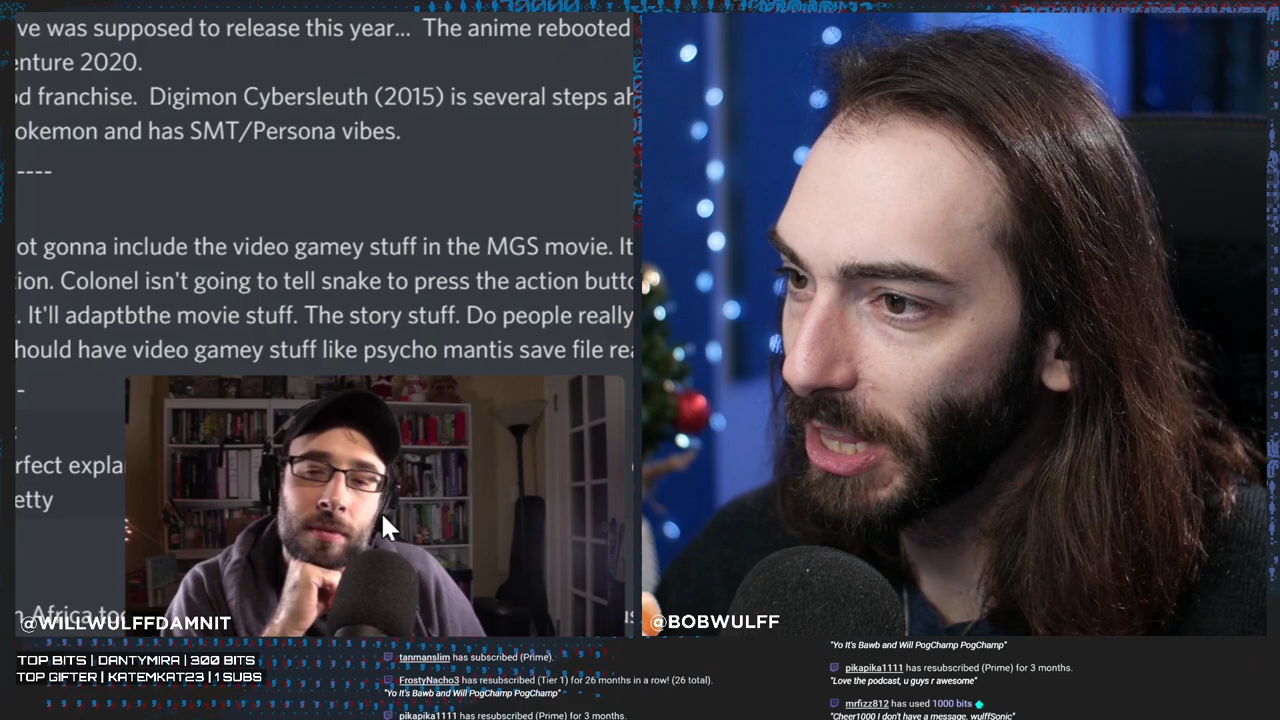 ve was supposed to release this year... The anime rebooted
enture 2020.
od franchise. Digimon Cybersleuth (2015) is several steps ah
okemon and has SMT/Persona vibes.
----
ot gonna include the video gamey stuff in the MGS movie. It
ion. Colonel isn't going to tell snake to press the action butto
. It'll adaptbthe movie stuff. The story stuff. Do people really
hould have video gamey stuff like psycho mantis save file rea
rfect expla
etty
n Africa too
@WILLWULFFDAMNIT
@BOBWULFF
TOP BITS | DANTYMIRA | 300 BITS
TOP GIFTER | KATEMKAT23 | 1 SUBS
tanmanslim has subscribed (Prime).
FrostyNacho3 has resubscribed (Tier 1) for 26 months in a row! (26 total).
"Yo It's Bawb and Will PogChamp PogChamp"
pikapika1111 has resubscribed (Prime) for 3 months.
"Yo It's Bawb and Will PogChamp PogChamp"
pikapika1111 has resubscribed (Prime) for 3 months.
"Love the podcast, u guys r awesome"
mrfizz812 has used 1000 bits
"Cheer1000 I don't have a message, wulffSonic"